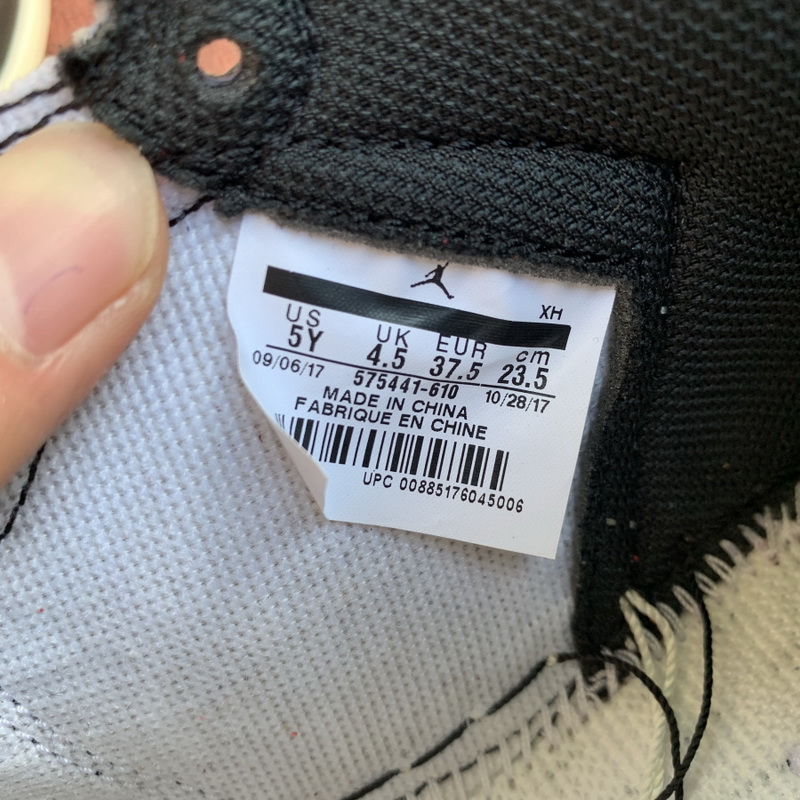 XH
US UK EUR cm
5Y 4.5 37.5 23.5
09/06/17 575441-610 10/28/17
MADE IN CHINA
FABRIQUE EN CHINE
UPC 00885176045006